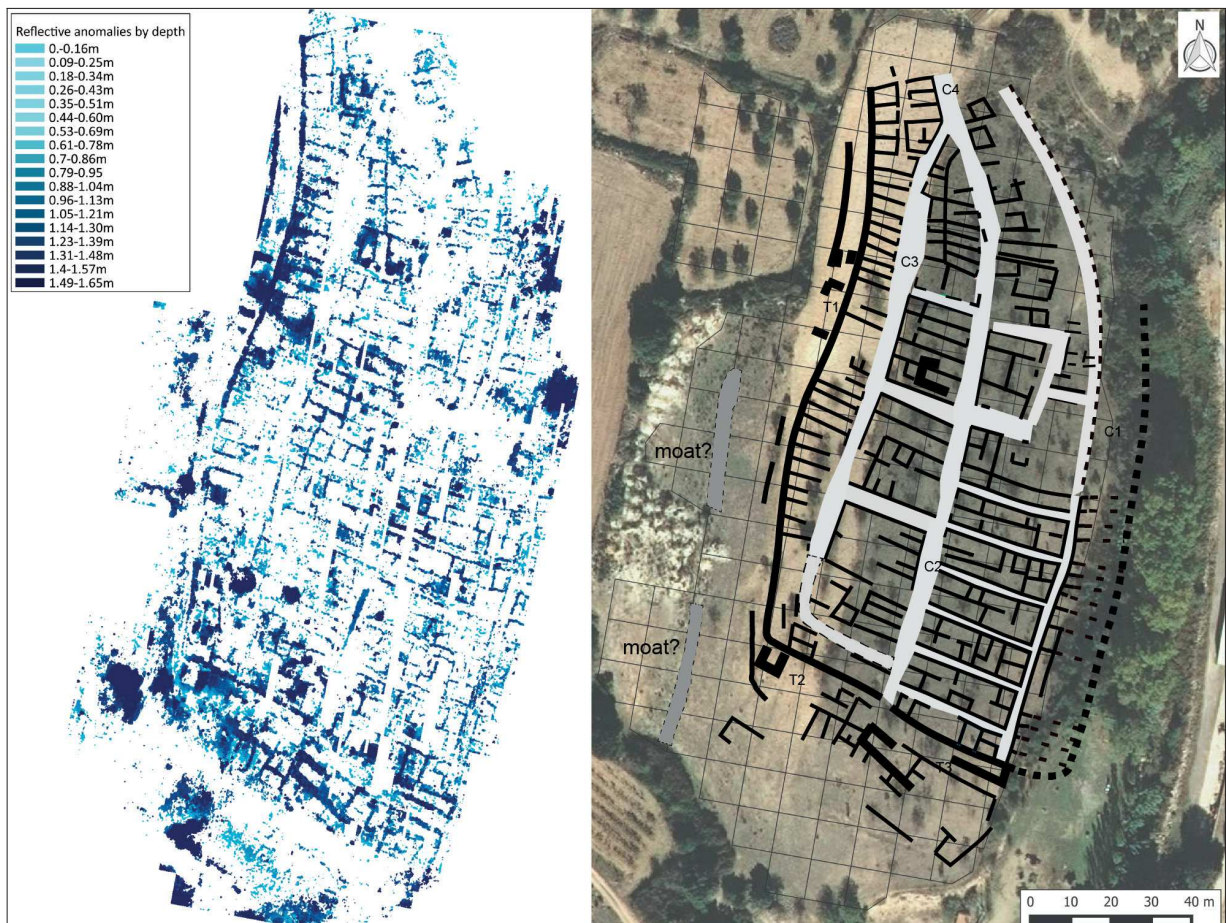 Reflective anomalies by depth
0.-0.16m
0.09-0.25m
0.18-0.34m
0.26-0.43m
0.35-0.51m
0.44-0.60m
0.53-0.69m
0.61-0.78m
0.7-0.86m
0.79-0.95
0.88-1.04m
0.96-1.13m
1.05-1.21m
1.14-1.30m
1.23-1.39m
1.31-1.48m
1.4-1.57m
1.49-1.65m
N
C4
C3
T1
C1
moat?
C2
moat?
T2
T3
0 10 20 30 40 m